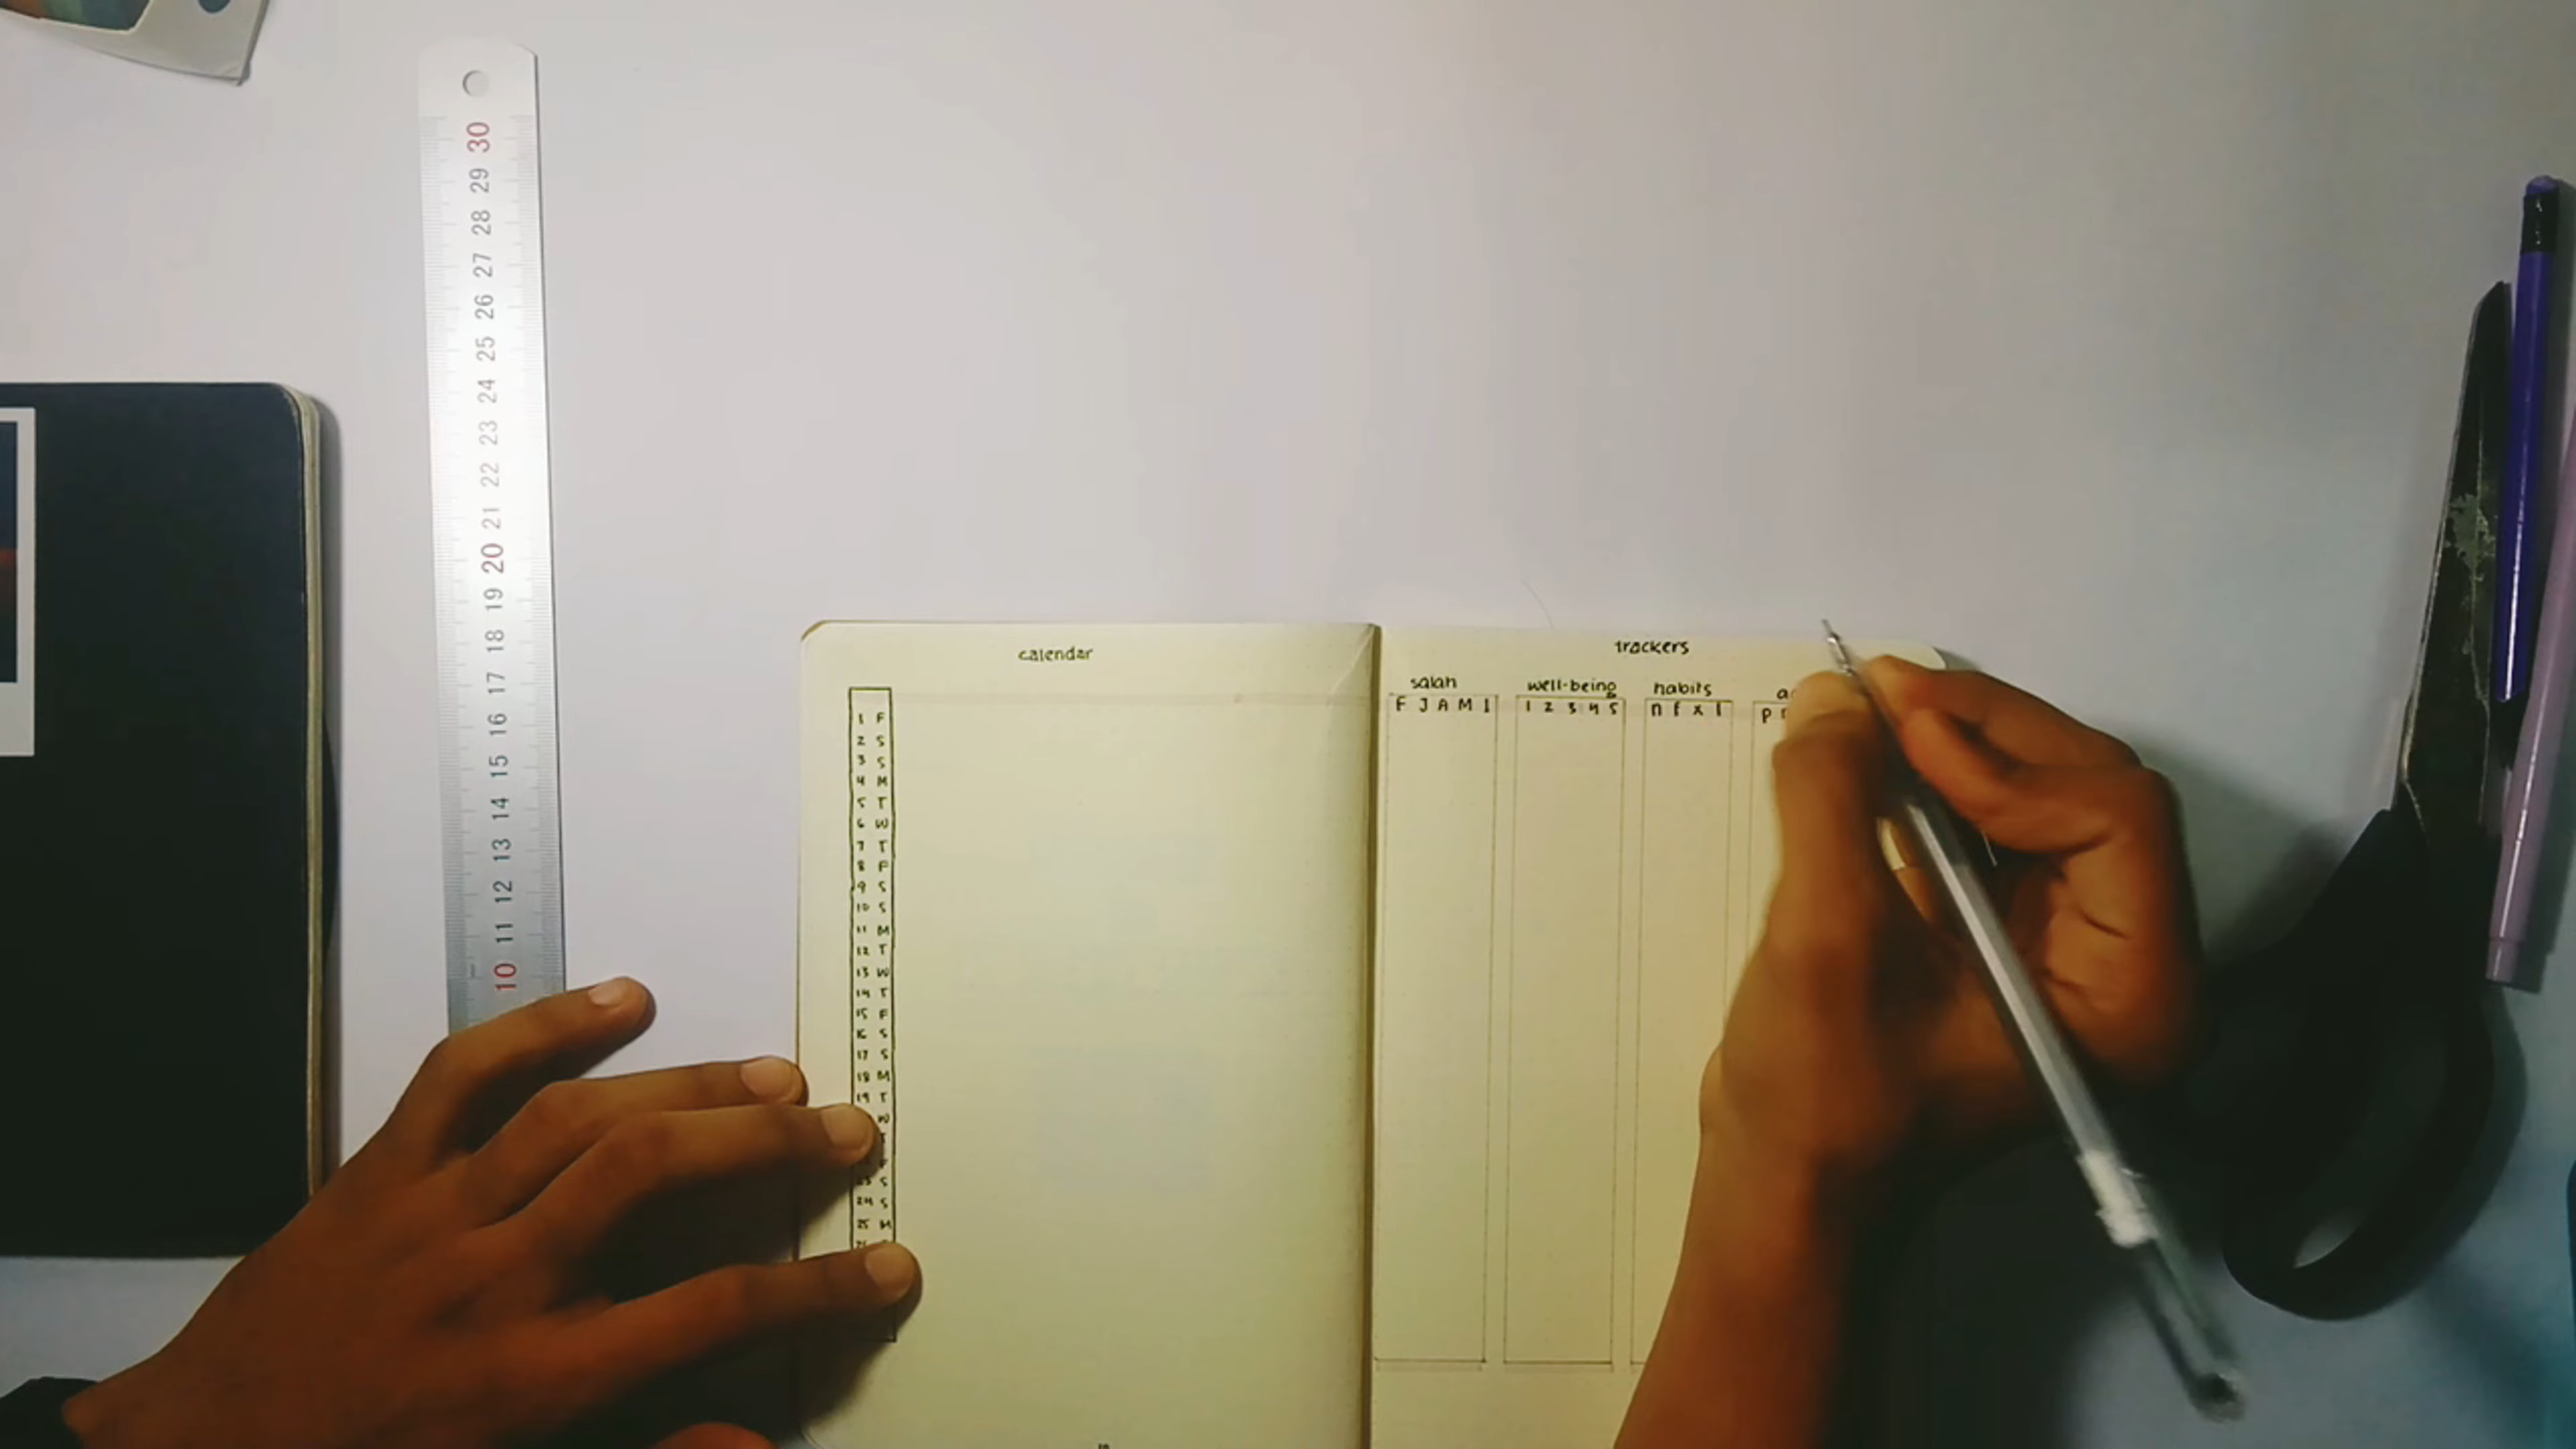 30
29
28
27
26
25
24
23
22
21
20
19
18
17
16
15
14
13
12
11
10
calendar
1 F
2 S
3 S
4 M
5 T
6 W
7 T
8 F
9 S
10 S
11 M
12 T
13 W
14 T
15 F
16 S
17 S
18 M
19 T
W
F
23 S
24 S
25 M
trackers
salah
F J A M I
well-being
1 2 3 4 5
habits
n f x l